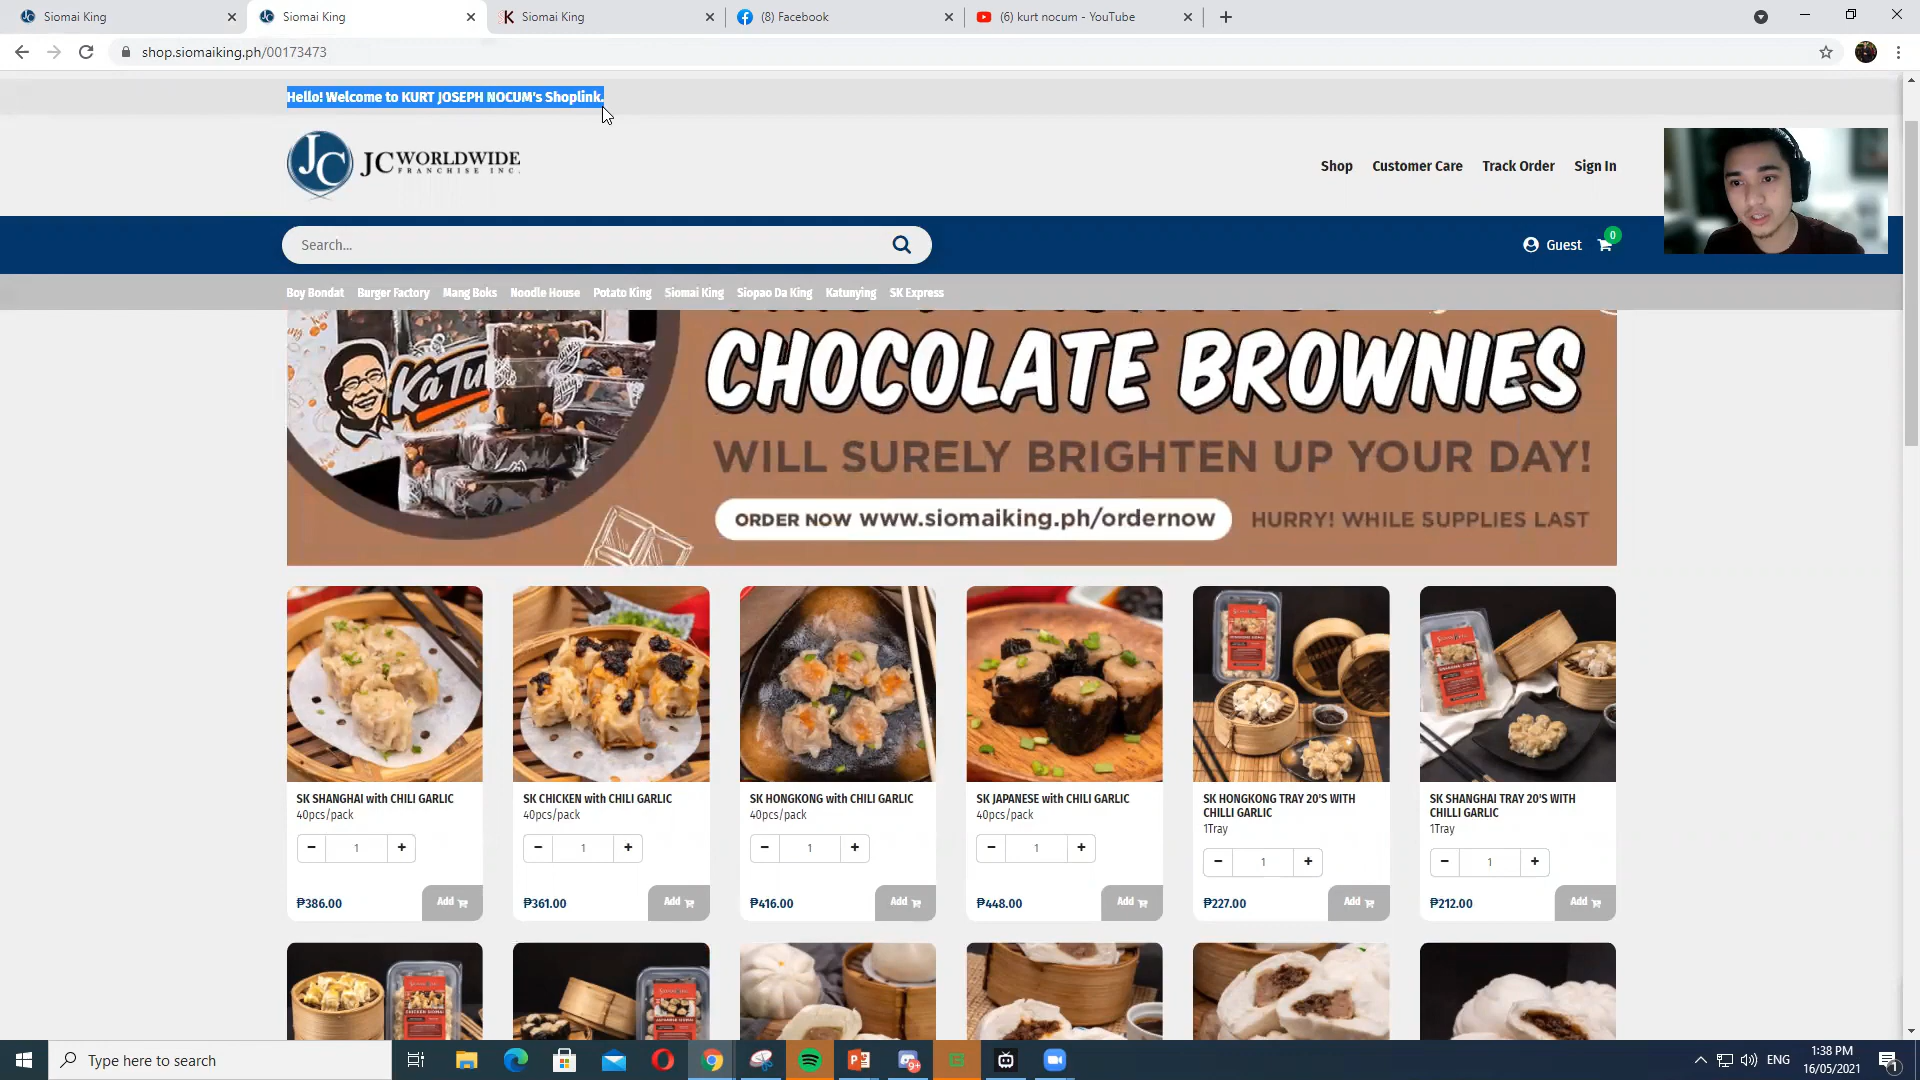 Siomai King
Siomai King
Siomai King
(8) Facebook
(6) kurt nocum - YouTube
shop.siomaiking.ph/00173473
Hello! Welcome to KURT JOSEPH NOCUM's Shoplink.
JC JC WORLDWIDE
FRANCHISE INC.
Shop Customer Care Track Order Sign In
Search...
Guest 0
Boy Bondat Burger Factory Mang Boks Noodle House Potato King Siomai King Siopao Da King Katunying SK Express
CHOCOLATE BROWNIES
WILL SURELY BRIGHTEN UP YOUR DAY!
ORDER NOW www.siomaiking.ph/ordernow HURRY! WHILE SUPPLIES LAST
SK SHANGHAI with CHILI GARLIC
40pcs/pack
1
₱386.00 Add
SK CHICKEN with CHILI GARLIC
40pcs/pack
1
₱361.00 Add
SK HONGKONG with CHILI GARLIC
40pcs/pack
1
₱416.00 Add
SK JAPANESE with CHILI GARLIC
40pcs/pack
1
₱448.00 Add
SK HONGKONG TRAY 20'S WITH
CHILLI GARLIC
1Tray
1
₱227.00 Add
SK SHANGHAI TRAY 20'S WITH
CHILLI GARLIC
1Tray
1
₱212.00 Add
Type here to search
ENG
1:38 PM
16/05/2021